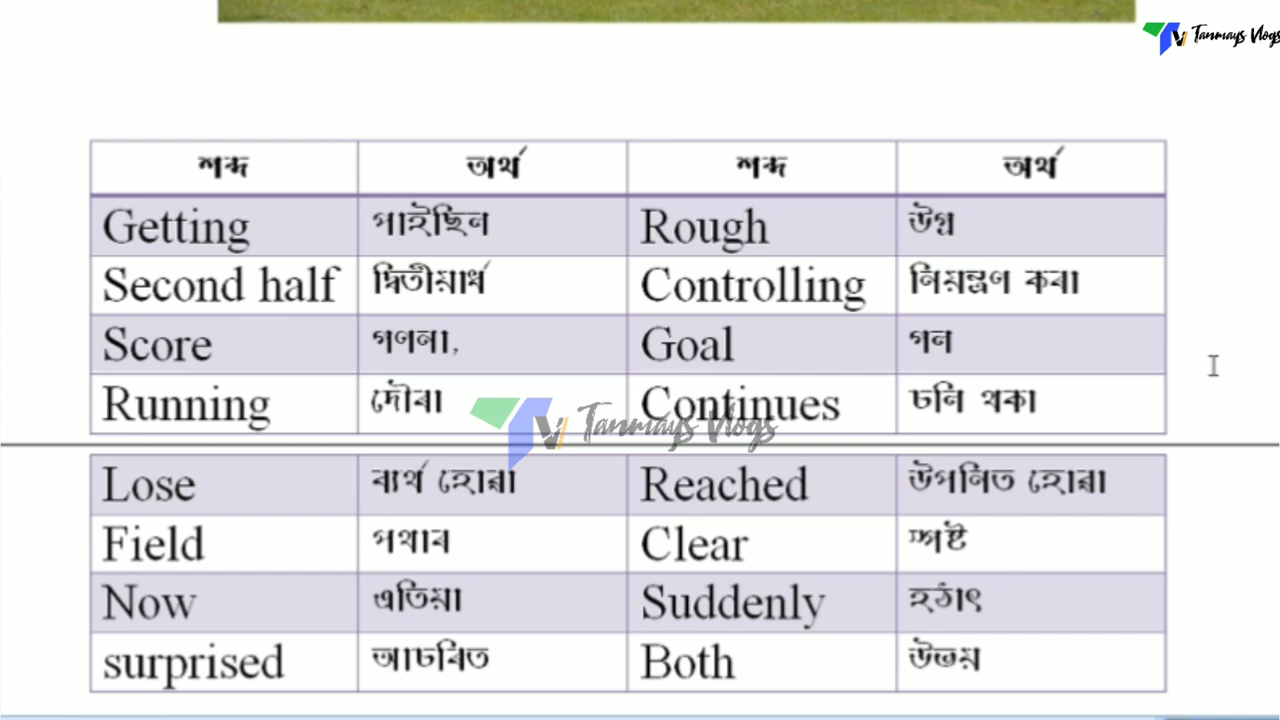 Tanmays Vlogs
শব্দ অৰ্থ শব্দ অৰ্থ
Getting পাইছিল Rough উগ্ৰ
Second half দ্বিতীয়াৰ্ধ Controlling নিয়ন্ত্ৰণ কৰা
Score গণনা, Goal গল
Running দৌৰা Continues চলি থকা
Tanmays Vlogs
Lose ব্যৰ্থ হোৱা Reached উপনিত হোৱা
Field পথাৰ Clear স্পষ্ট
Now এতিয়া Suddenly হঠাৎ
surprised আচৰিত Both উভয়